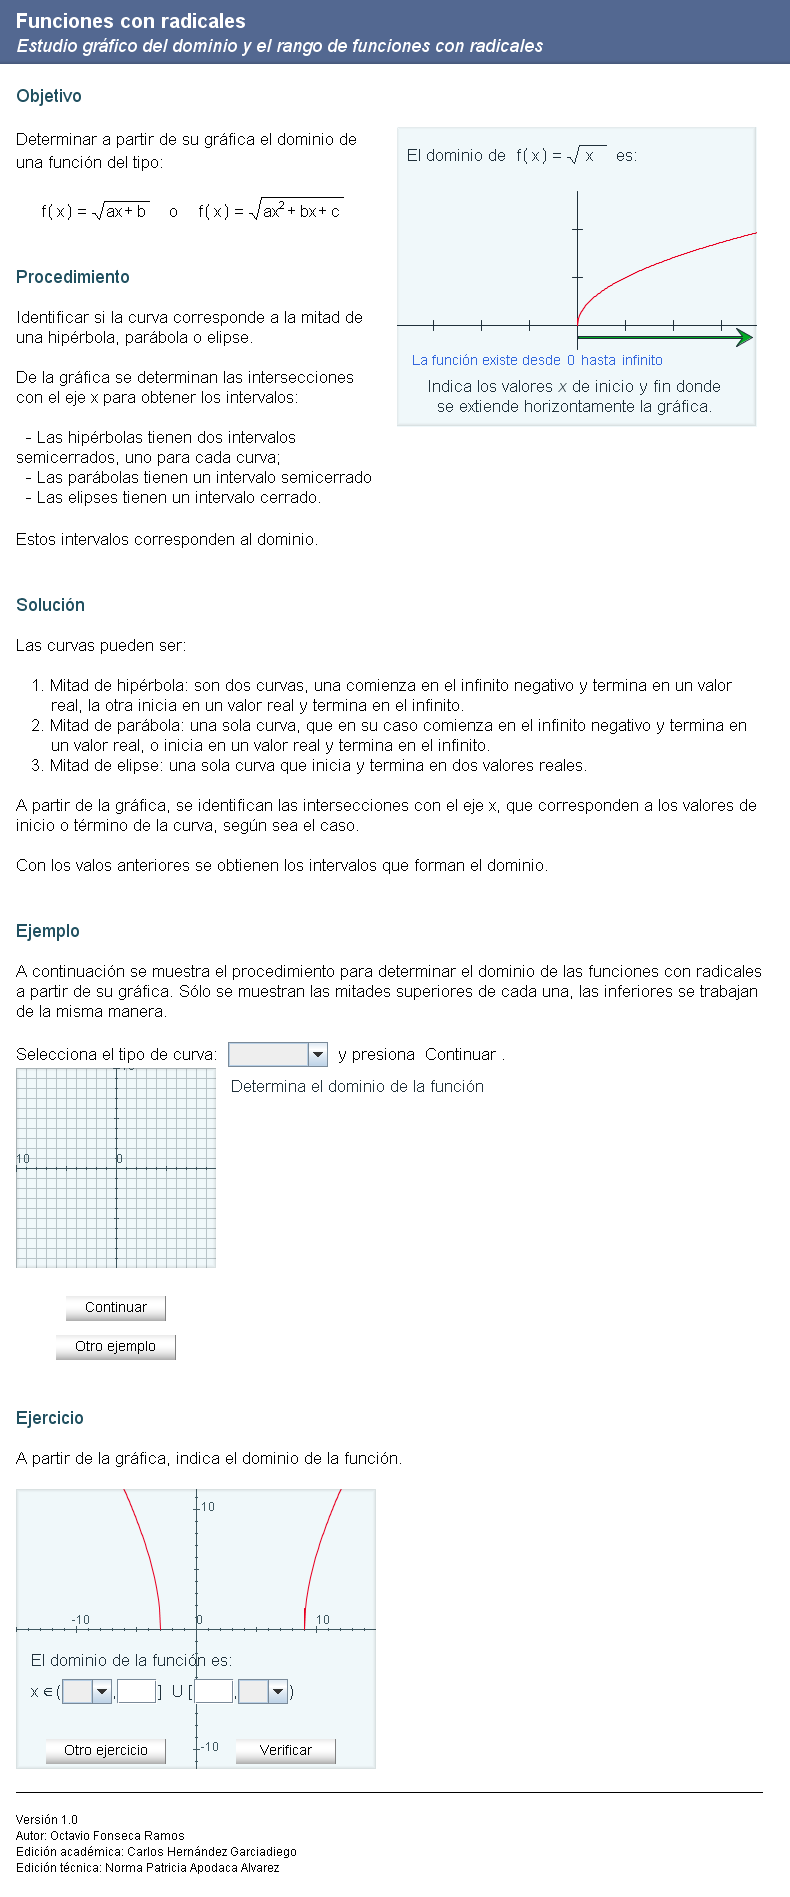 Funciones con radicales
Estudio gráfico del dominio y el rango de funciones con radicales
Objetivo
Determinar a partir de su gráfica el dominio de
una función del tipo:
f( x ) = √ax+ b o f( x ) = √ax²+ bx+ c
El dominio de f( x ) = √x es:
La función existe desde 0 hasta infinito
Indica los valores x de inicio y fin donde
se extiende horizontalmente la gráfica.
Procedimiento
Identificar si la curva corresponde a la mitad de
una hipérbola, parábola o elipse.
De la gráfica se determinan las intersecciones
con el eje x para obtener los intervalos:
- Las hipérbolas tienen dos intervalos
semicerrados, uno para cada curva;
- Las parábolas tienen un intervalo semicerrado
- Las elipses tienen un intervalo cerrado.
Estos intervalos corresponden al dominio.
Solución
Las curvas pueden ser:
1. Mitad de hipérbola: son dos curvas, una comienza en el infinito negativo y termina en un valor
real, la otra inicia en un valor real y termina en el infinito.
2. Mitad de parábola: una sola curva, que en su caso comienza en el infinito negativo y termina en
un valor real, o inicia en un valor real y termina en el infinito.
3. Mitad de elipse: una sola curva que inicia y termina en dos valores reales.
A partir de la gráfica, se identifican las intersecciones con el eje x, que corresponden a los valores de
inicio o término de la curva, según sea el caso.
Con los valos anteriores se obtienen los intervalos que forman el dominio.
Ejemplo
A continuación se muestra el procedimiento para determinar el dominio de las funciones con radicales
a partir de su gráfica. Sólo se muestran las mitades superiores de cada una, las inferiores se trabajan
de la misma manera.
Selecciona el tipo de curva: y presiona Continuar .
Determina el dominio de la función
10 0
Continuar
Otro ejemplo
Ejercicio
A partir de la gráfica, indica el dominio de la función.
10
-10 0 10
El dominio de la función es:
x ∈ ( , ] U [ , )
-10
Otro ejercicio Verificar
Versión 1.0
Autor: Octavio Fonseca Ramos
Edición académica: Carlos Hernández Garciadiego
Edición técnica: Norma Patricia Apodaca Alvarez